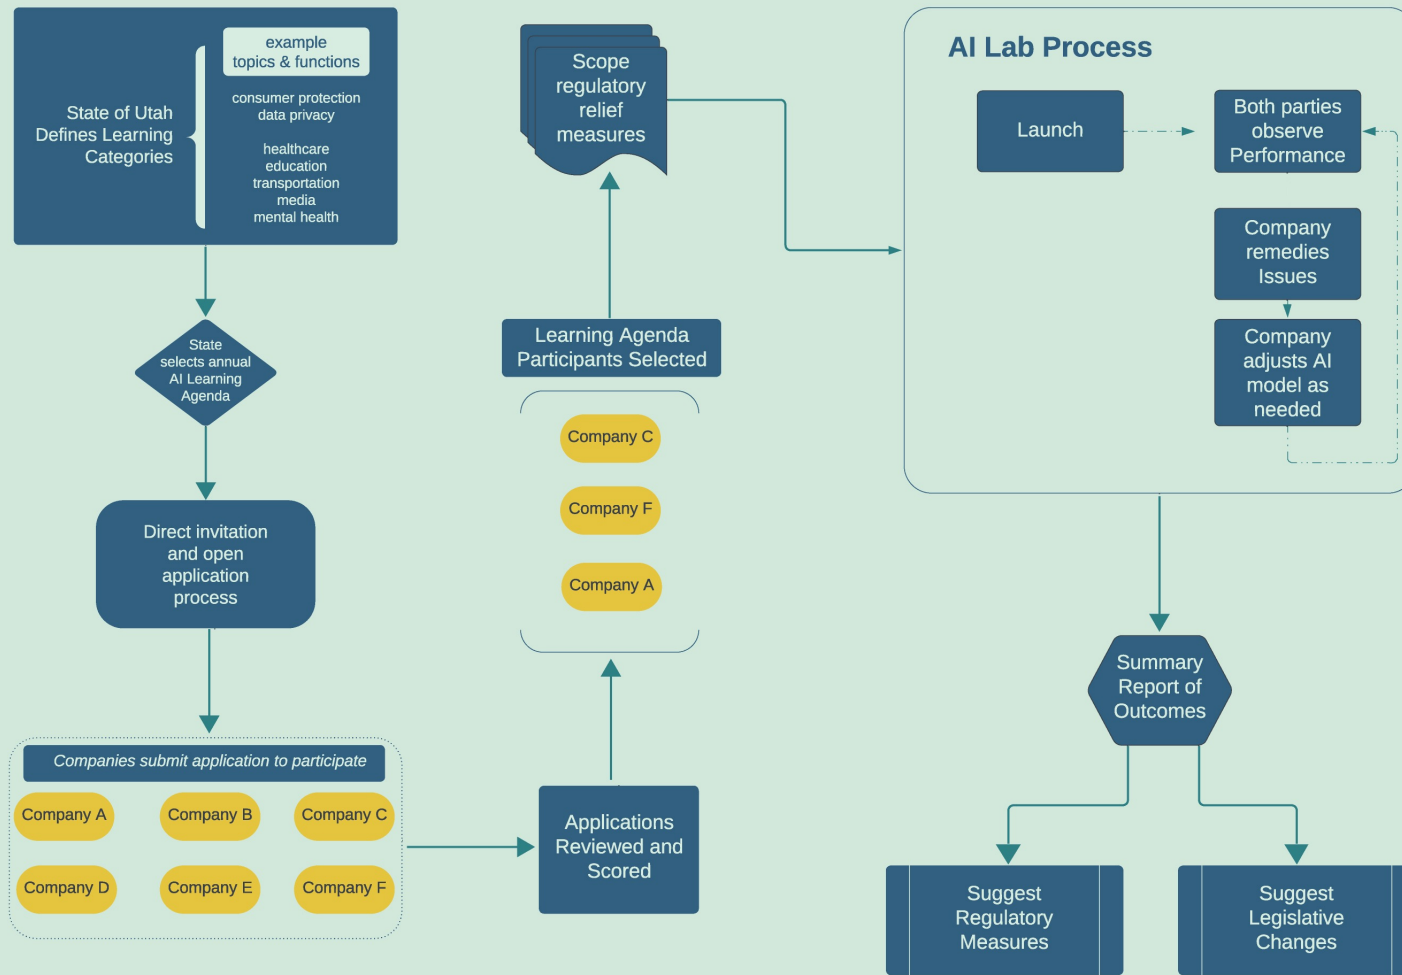 State of Utah
Defines Learning
Categories
example
topics & functions
consumer protection
data privacy
healthcare
education
transportation
media
mental health
State
selects annual
AI Learning
Agenda
Direct invitation
and open
application
process
Companies submit application to participate
Company A
Company B
Company C
Company D
Company E
Company F
Applications
Reviewed and
Scored
Learning Agenda
Participants Selected
Company C
Company F
Company A
Scope
regulatory
relief
measures
AI Lab Process
Launch
Both parties
observe
Performance
Company
remedies
Issues
Company
adjusts AI
model as
needed
Summary
Report of
Outcomes
Suggest
Regulatory
Measures
Suggest
Legislative
Changes